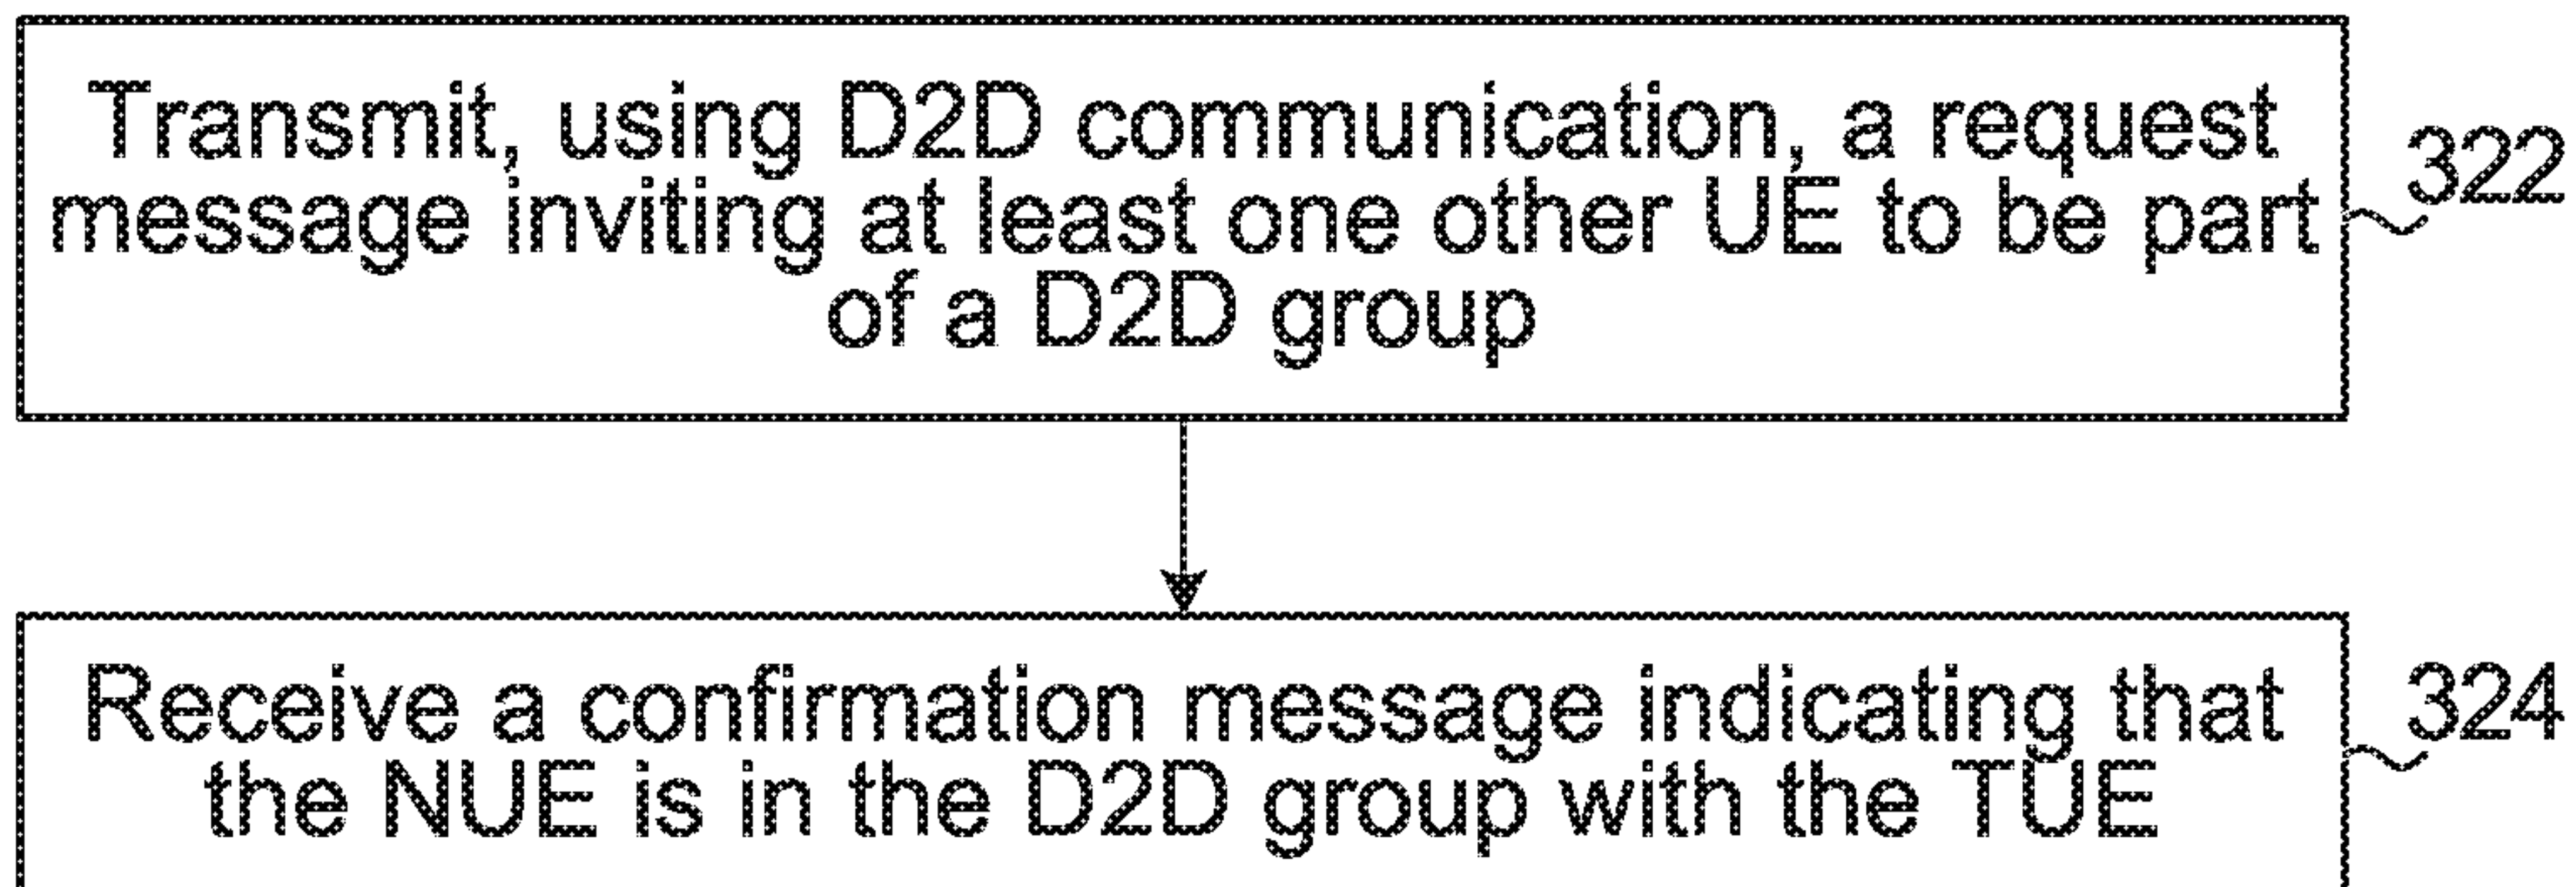 Transmit, using D2D communication, a request
message inviting at least one other UE to be part
of a D2D group
322
Receive a confirmation message indicating that
the NUE is in the D2D group with the TUE
324